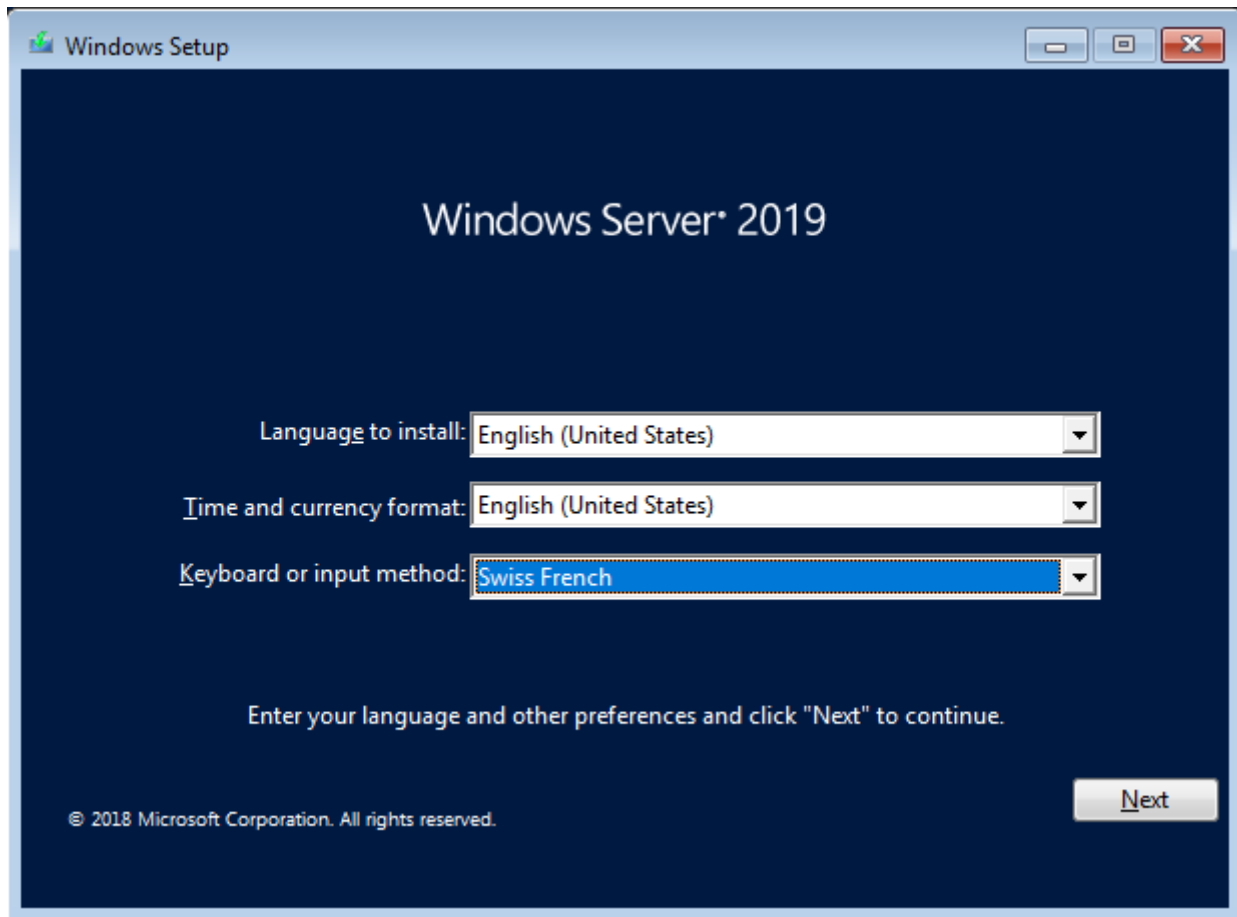 Windows Setup
Windows Server® 2019
Language to install: English (United States)
Time and currency format: English (United States)
Keyboard or input method: Swiss French
Enter your language and other preferences and click "Next" to continue.
Next
© 2018 Microsoft Corporation. All rights reserved.